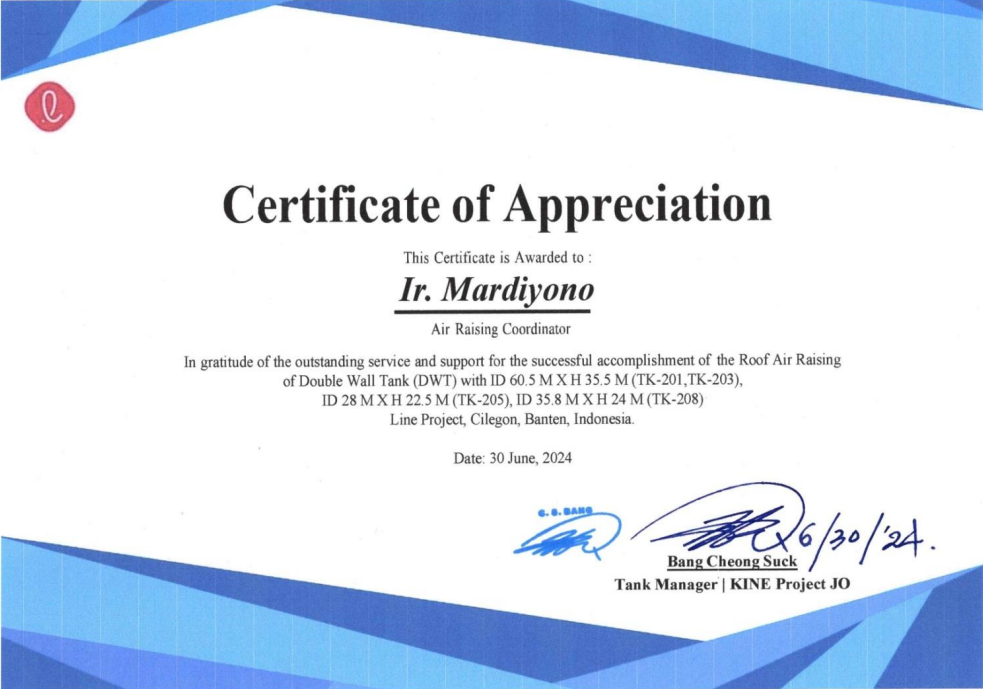 Certificate of Appreciation
This Certificate is Awarded to :
Ir. Mardiyono
Air Raising Coordinator
In gratitude of the outstanding service and support for the successful accomplishment of the Roof Air Raising
of Double Wall Tank (DWT) with ID 60.5 M X H 35.5 M (TK-201,TK-203),
ID 28 M X H 22.5 M (TK-205), ID 35.8 M X H 24 M (TK-208)
Line Project, Cilegon, Banten, Indonesia.
Date: 30 June, 2024
C. S. BANG
6/30/'24.
Bang Cheong Suck
Tank Manager | KINE Project JO